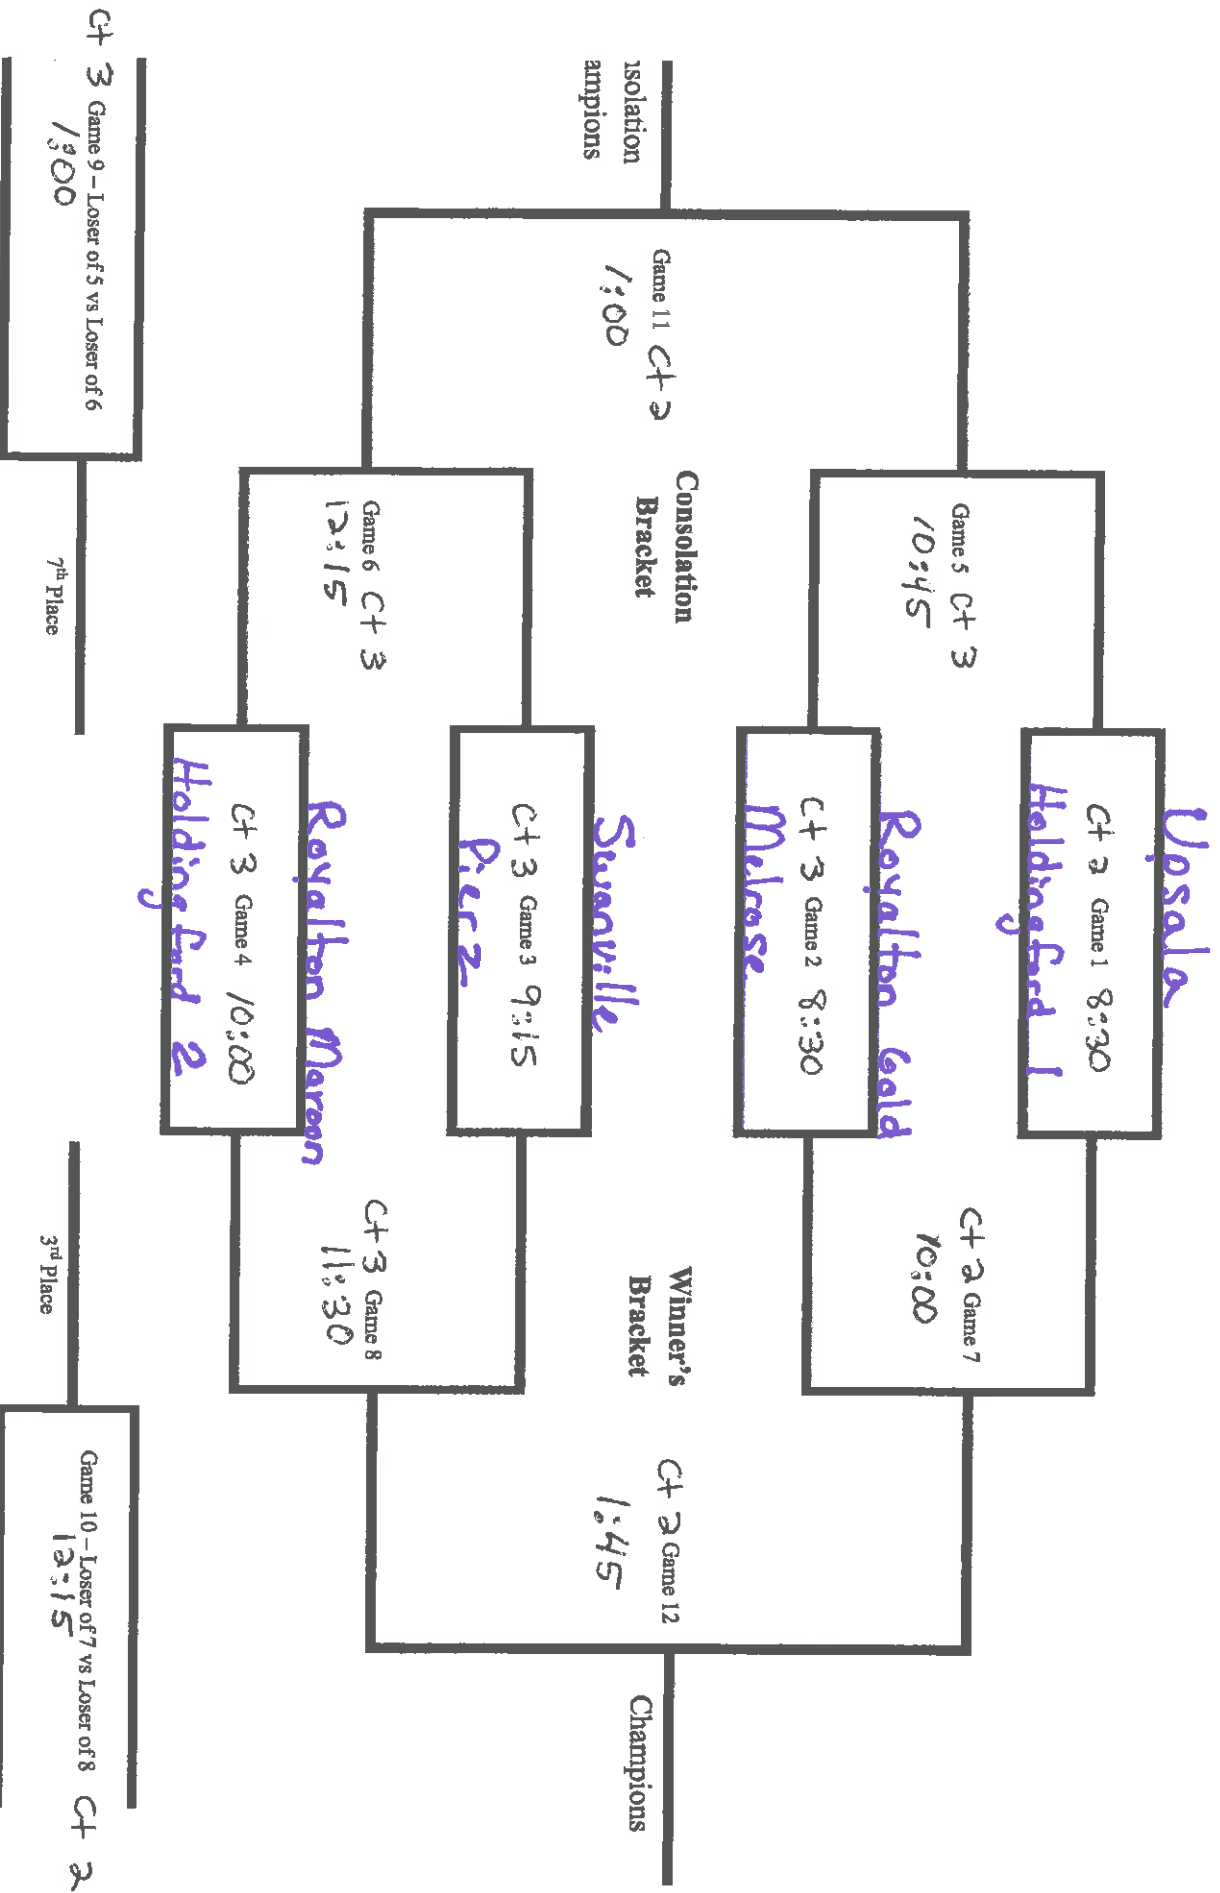 Upsala
Ct 2 Game 1 8:30
Holdingford 1
Game 5 Ct 3
10:45
Ct 2 Game 7
10:00
Royalton Gold
Ct 3 Game 2 8:30
Melrose
Game 11 Ct 2
1:00
Consolation
Bracket
Winner's
Bracket
Ct 2 Game 12
1:45
Champions
isolation
ampions
Swanville
Ct 3 Game 3 9:15
Pierz
Game 6 Ct 3
12:15
Ct 3 Game 8
11:30
Royalton Maroon
Ct 3 Game 4 10:00
Holdingford 2
Ct 3 Game 9 – Loser of 5 vs Loser of 6
1:00
7th Place
3rd Place
Game 10 – Loser of 7 vs Loser of 8 Ct 2
12:15